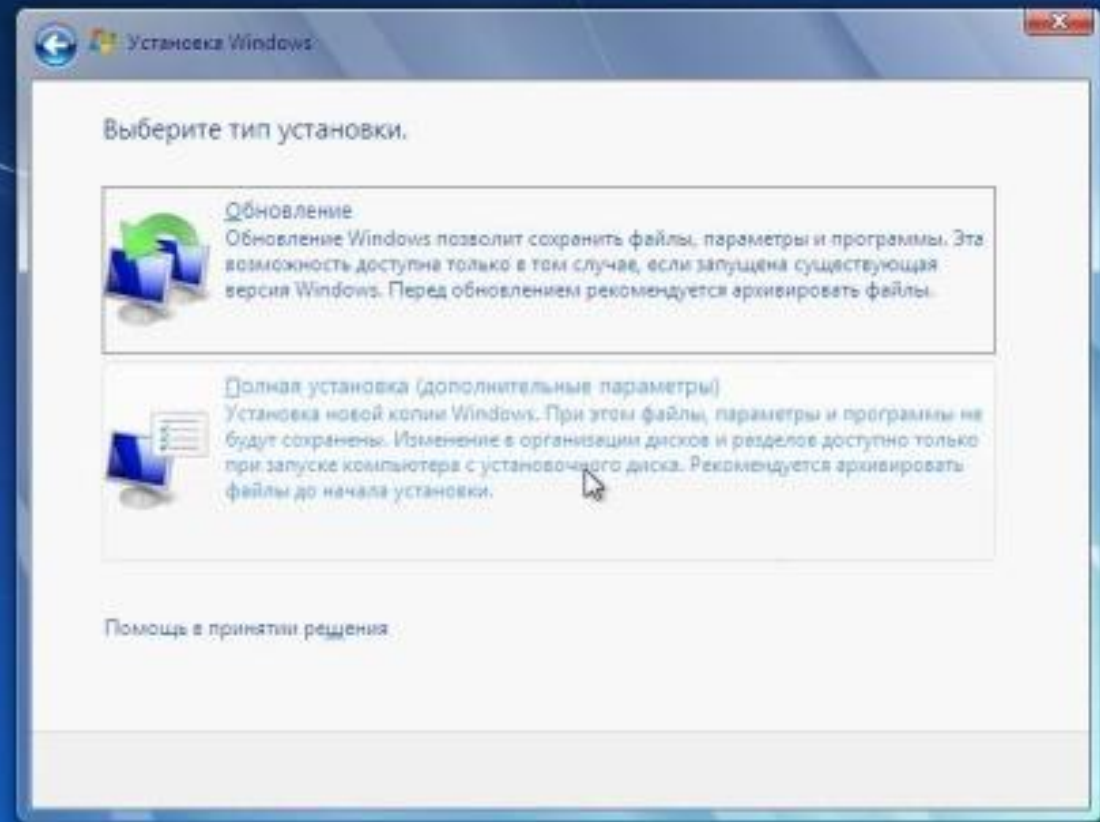 Установка Windows
Выберите тип установки.
Обновление
Обновление Windows позволит сохранить файлы, параметры и программы. Эта
возможность доступна только в том случае, если запущена существующая
версия Windows. Перед обновлением рекомендуется архивировать файлы.
Полная установка (дополнительные параметры)
Установка новой копии Windows. При этом файлы, параметры и программы не
будут сохранены. Изменение в организации дисков и разделов доступно только
при запуске компьютера с установочного диска. Рекомендуется архивировать
файлы до начала установки.
Помощь в принятии решения